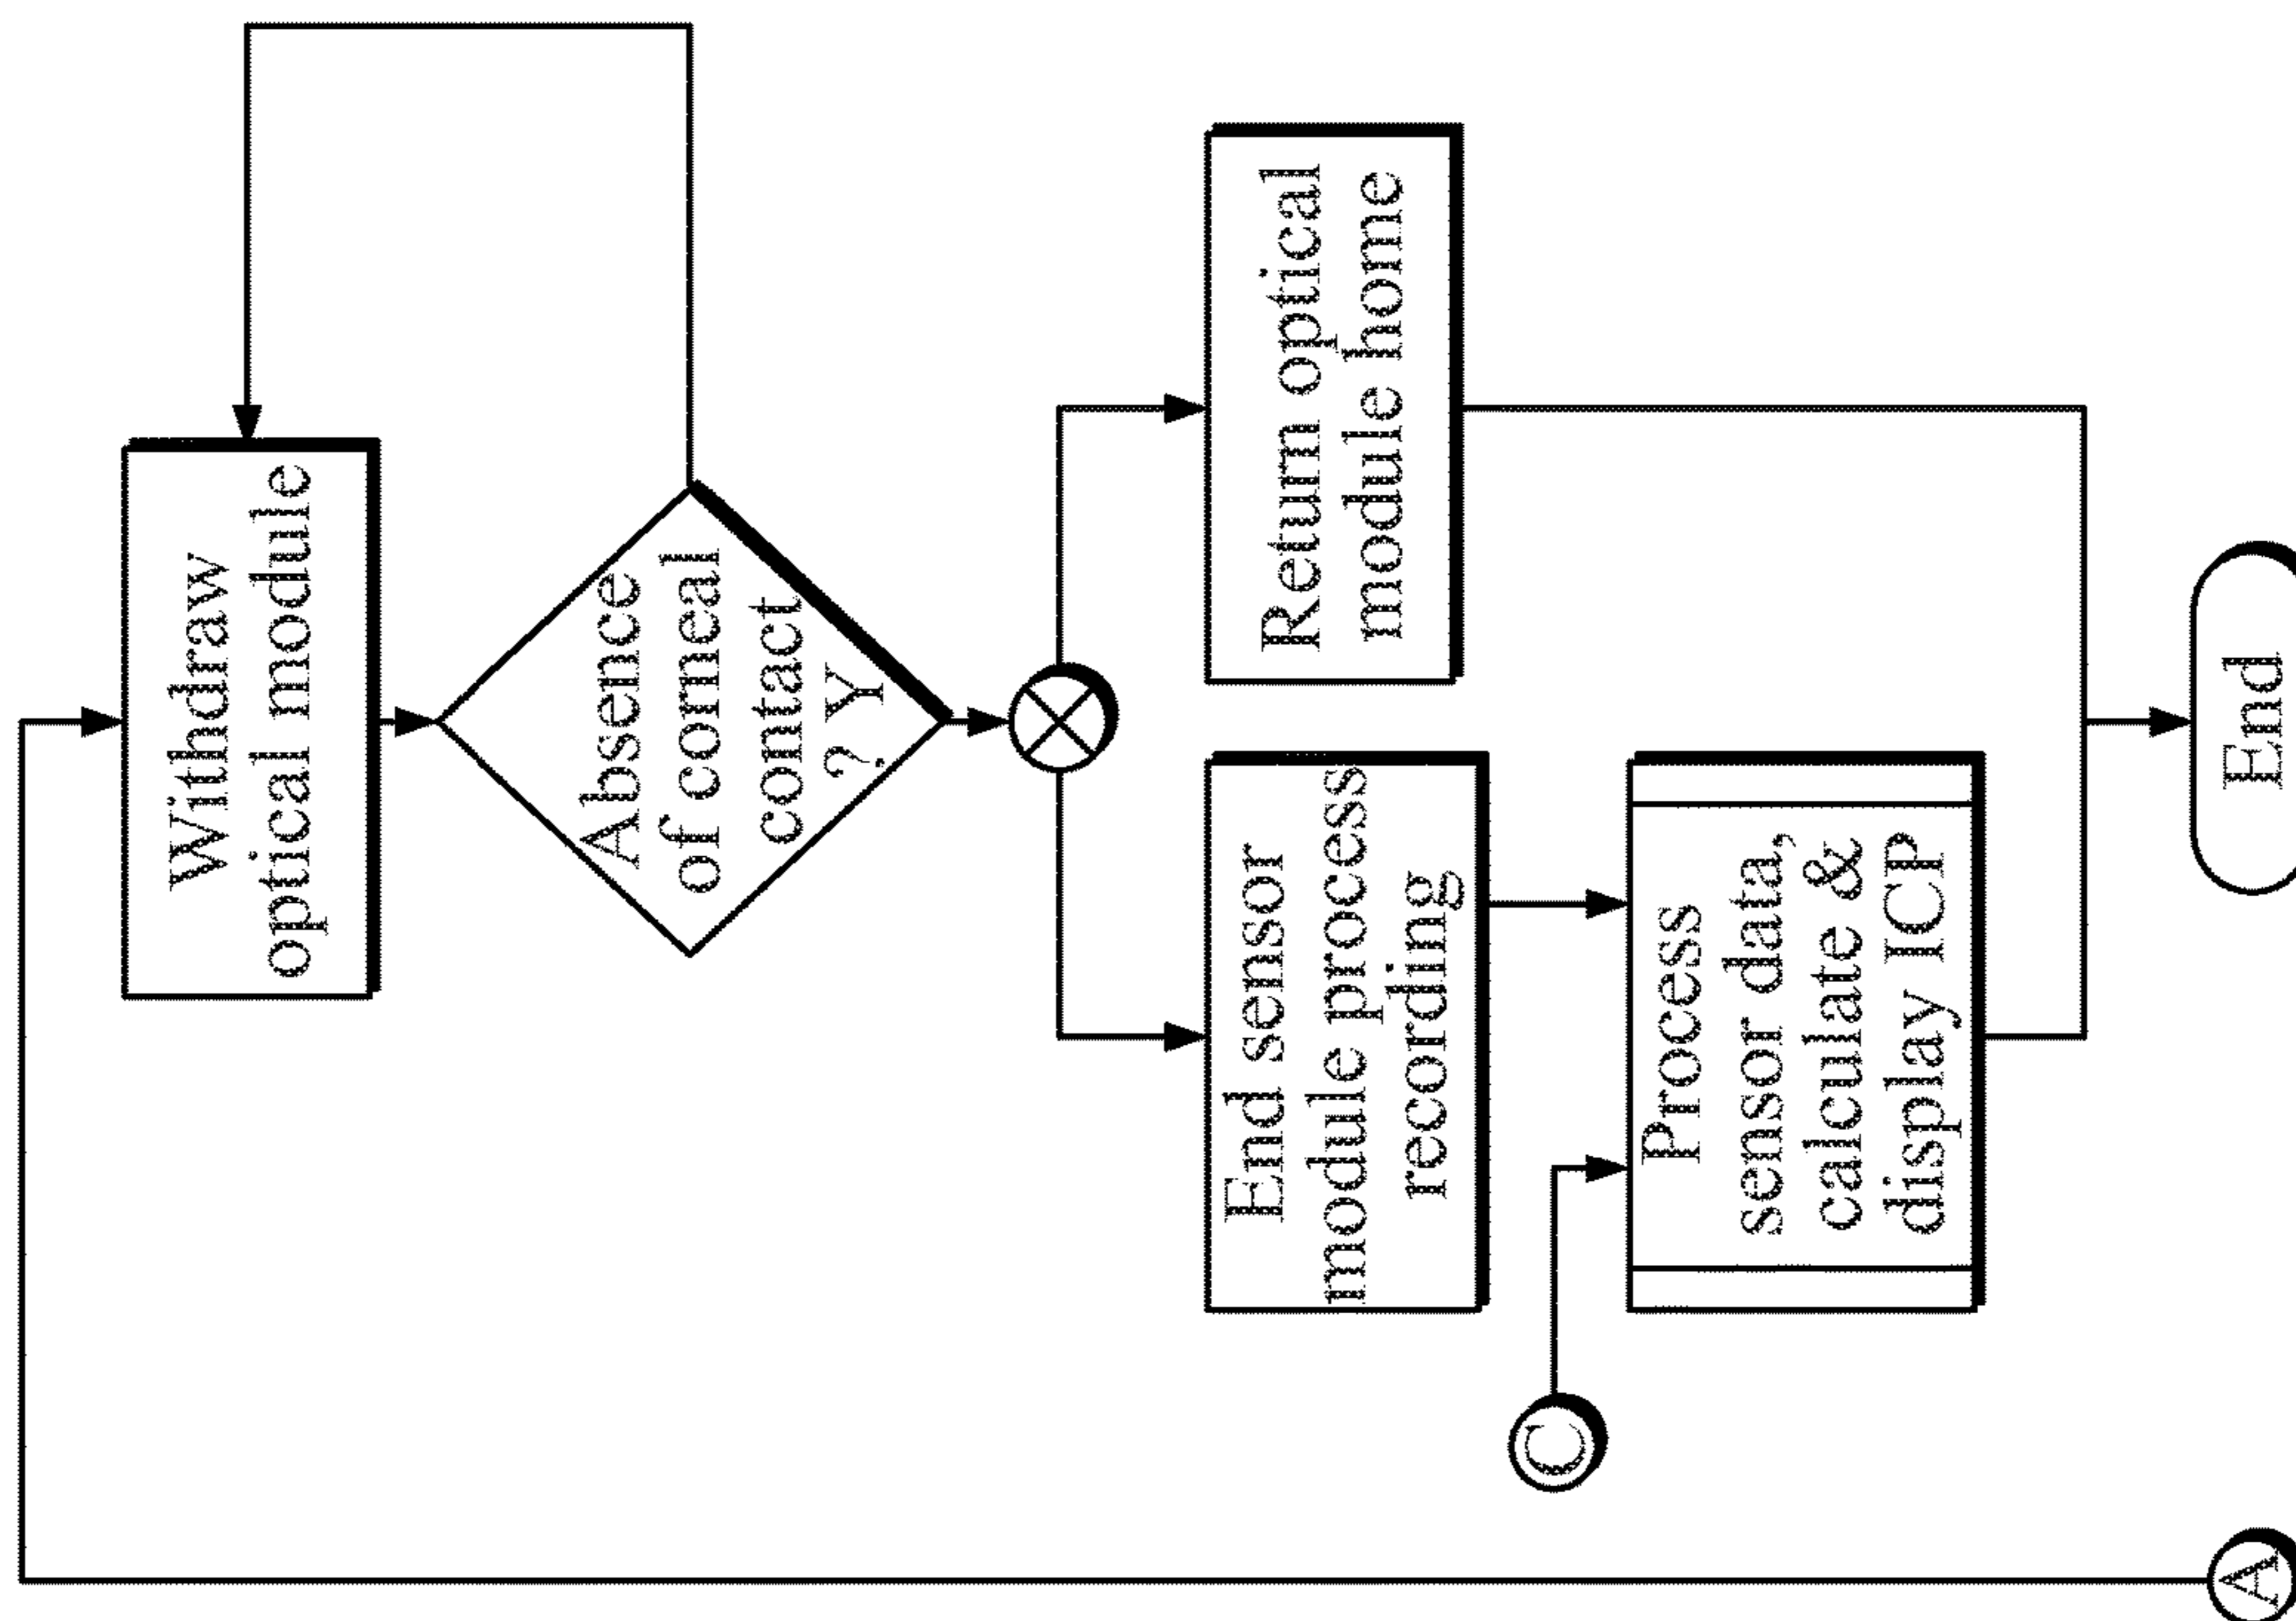 Withdraw
optical module
Absence
of corneal
contact
? Y
End sensor
module process
recording
Return optical
module home
C
Process
sensor data,
calculate &
display ICP
A
End